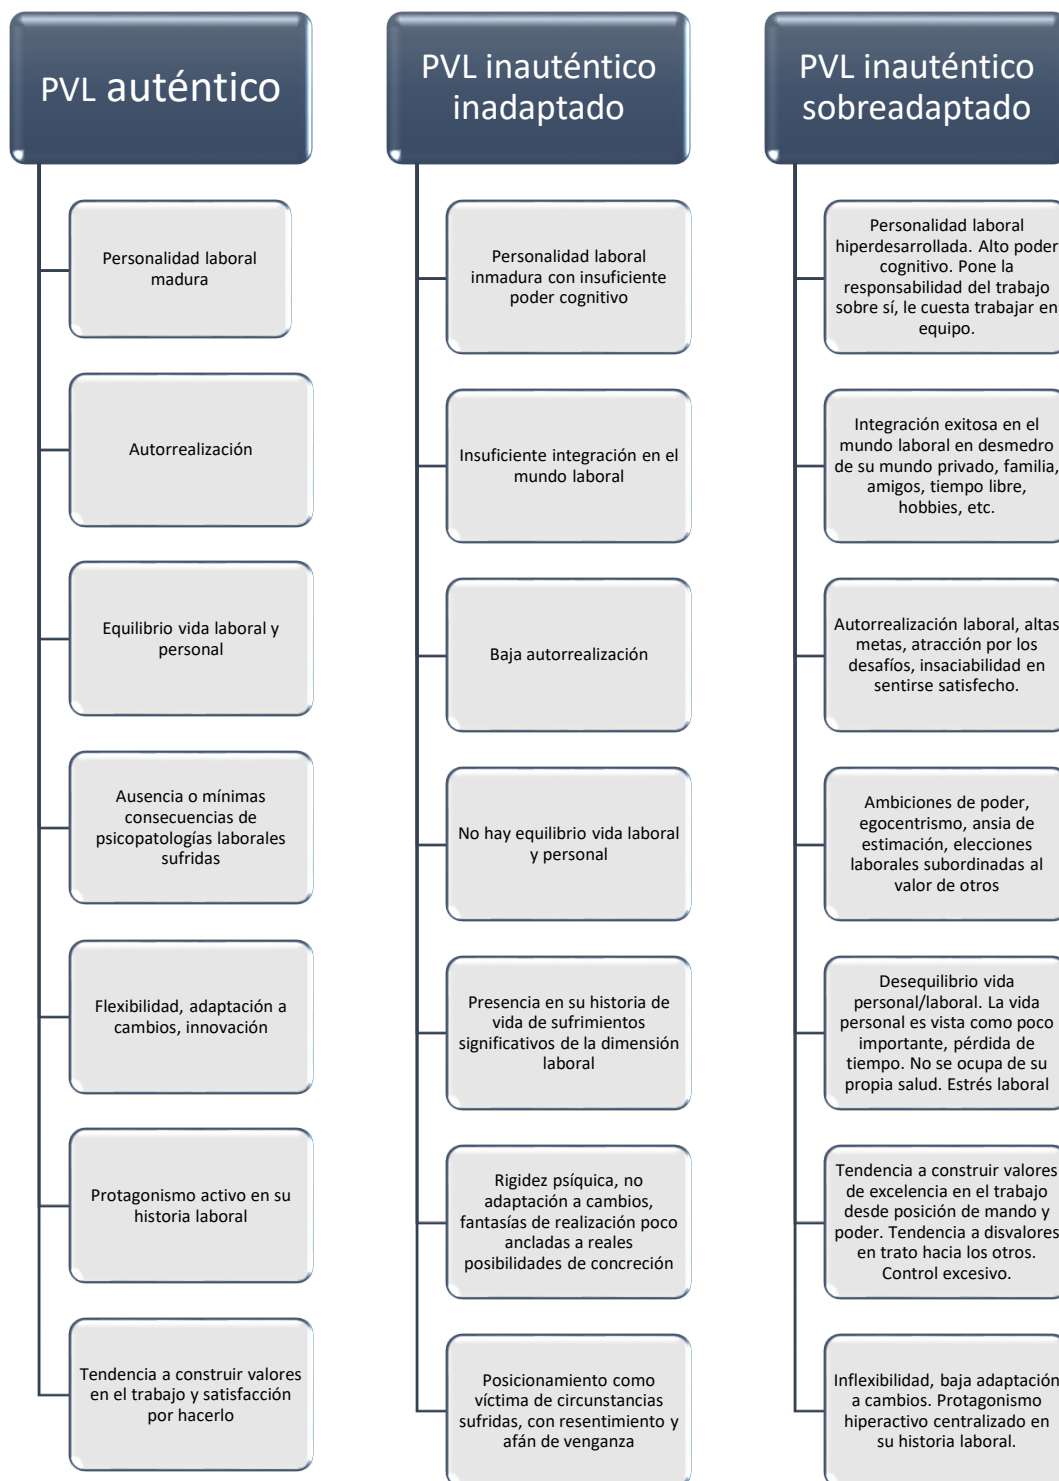 PVL auténtico
Personalidad laboral
madura
Autorrealización
Equilibrio vida laboral y
personal
Ausencia o mínimas
consecuencias de
psicopatologías laborales
sufridas
Flexibilidad, adaptación a
cambios, innovación
Protagonismo activo en su
historia laboral
Tendencia a construir valores
en el trabajo y satisfacción
por hacerlo
PVL inauténtico
inadaptado
Personalidad laboral
inmadura con insuficiente
poder cognitivo
Insuficiente integración en el
mundo laboral
Baja autorrealización
No hay equilibrio vida laboral
y personal
Presencia en su historia de
vida de sufrimientos
significativos de la dimensión
laboral
Rigidez psíquica, no
adaptación a cambios,
fantasías de realización poco
ancladas a reales
posibilidades de concreción
Posicionamiento como
víctima de circunstancias
sufridas, con resentimiento y
afán de venganza
PVL inauténtico
sobreadaptado
Personalidad laboral
hiperdesarrollada. Alto poder
cognitivo. Pone la
responsabilidad del trabajo
sobre sí, le cuesta trabajar en
equipo.
Integración exitosa en el
mundo laboral en desmedro
de su mundo privado, familia,
amigos, tiempo libre,
hobbies, etc.
Autorrealización laboral, altas
metas, atracción por los
desafíos, insaciabilidad en
sentirse satisfecho.
Ambiciones de poder,
egocentrismo, ansia de
estimación, elecciones
laborales subordinadas al
valor de otros
Desequilibrio vida
personal/laboral. La vida
personal es vista como poco
importante, pérdida de
tiempo. No se ocupa de su
propia salud. Estrés laboral
Tendencia a construir valores
de excelencia en el trabajo
desde posición de mando y
poder. Tendencia a disvalores
en trato hacia los otros.
Control excesivo.
Inflexibilidad, baja adaptación
a cambios. Protagonismo
hiperactivo centralizado en
su historia laboral.